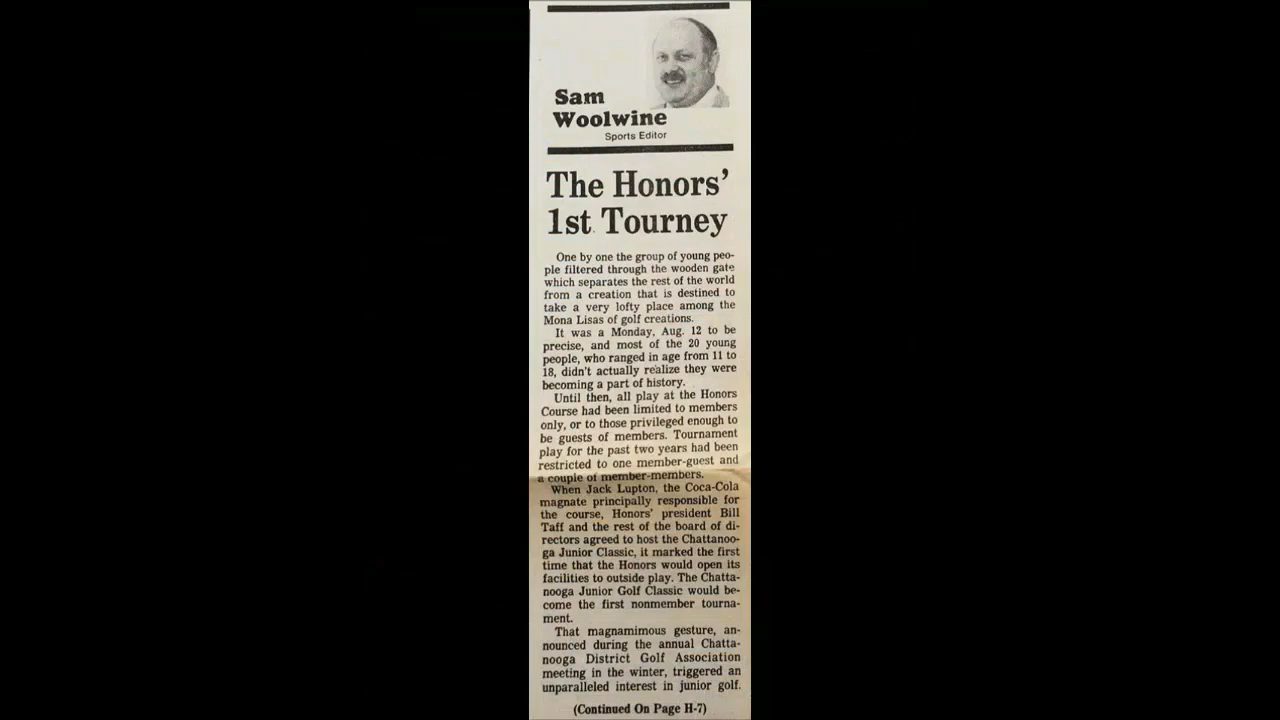 Sam
Woolwine
Sports Editor
The Honors'
1st Tourney
One by one the group of young peo-
ple filtered through the wooden gate
which separates the rest of the world
from a creation that is destined to
take a very lofty place among the
Mona Lisas of golf creations.
It was a Monday, Aug. 12 to be
precise, and most of the 20 young
people, who ranged in age from 11 to
18, didn't actually realize they were
becoming a part of history.
Until then, all play at the Honors
Course had been limited to members
only, or to those privileged enough to
be guests of members. Tournament
play for the past two years had been
restricted to one member-guest and
a couple of member-members.
When Jack Lupton, the Coca-Cola
magnate principally responsible for
the course, Honors' president Bill
Taff and the rest of the board of di-
rectors agreed to host the Chattanoo-
ga Junior Classic, it marked the first
time that the Honors would open its
facilities to outside play. The Chatta-
nooga Junior Golf Classic would be-
come the first nonmember tourna-
ment.
That magnamimous gesture, an-
nounced during the annual Chatta-
nooga District Golf Association
meeting in the winter, triggered an
unparalleled interest in junior golf.
(Continued On Page H-7)